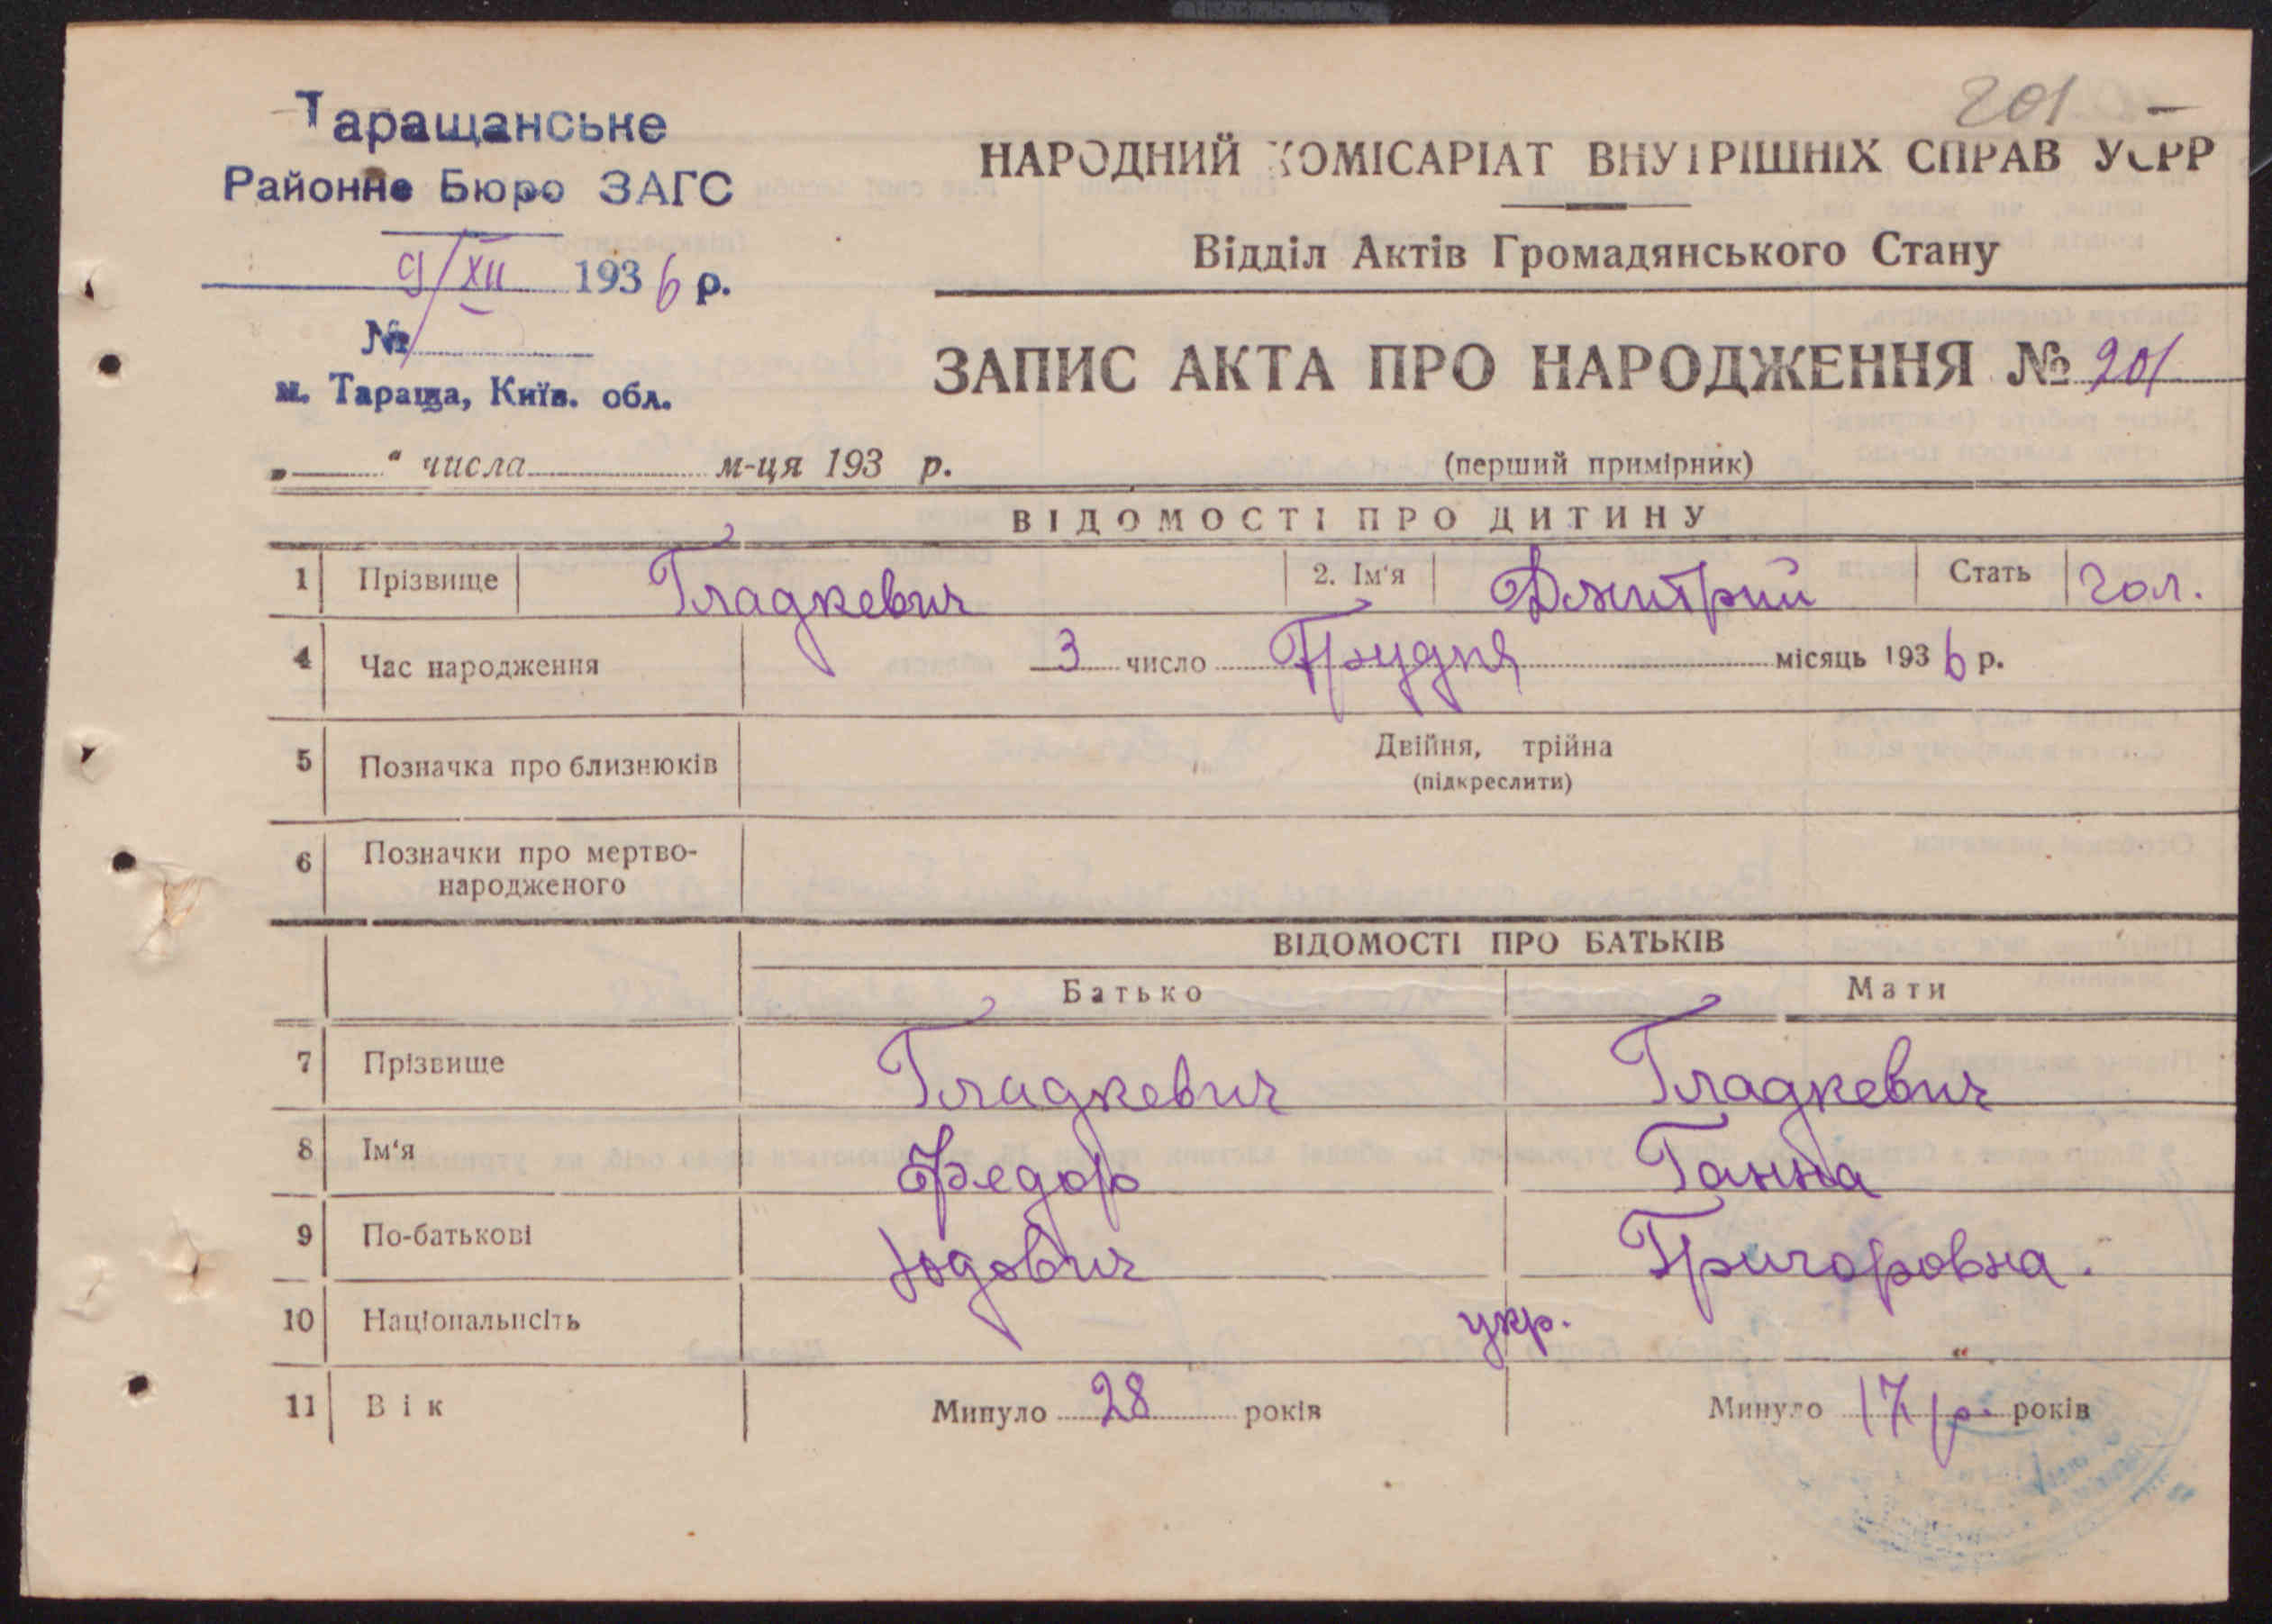 201 —
Таращанське
Районне Бюро ЗАГС
9/XII 1936 р.
№
м. Тараща, Київ. обл.
НАРОДНИЙ КОМІСАРІАТ ВНУТРІШНІХ СПРАВ УСРР
Відділ Актів Громадянського Стану
ЗАПИС АКТА ПРО НАРОДЖЕННЯ № 201
„ “ числа м-ця 193 р.
(перший примірник)
ВІДОМОСТІ ПРО ДИТИНУ
1 Прізвище Гладкевич 2. Ім'я Дмитрий Стать чол.
4 Час народження 3 число Грудня місяць 1936 р.
5 Позначка про близнюків Двійня, трійна
(підкреслити)
6 Позначки про мертво-
народженого
ВІДОМОСТІ ПРО БАТЬКІВ
Батько Мати
7 Прізвище Гладкевич Гладкевич
8 Ім'я Федор Ганна
9 По-батькові Юдович Григоровна.
10 Національнсіть укр. "
11 Вік Минуло 28 років Минуло 17 р. років